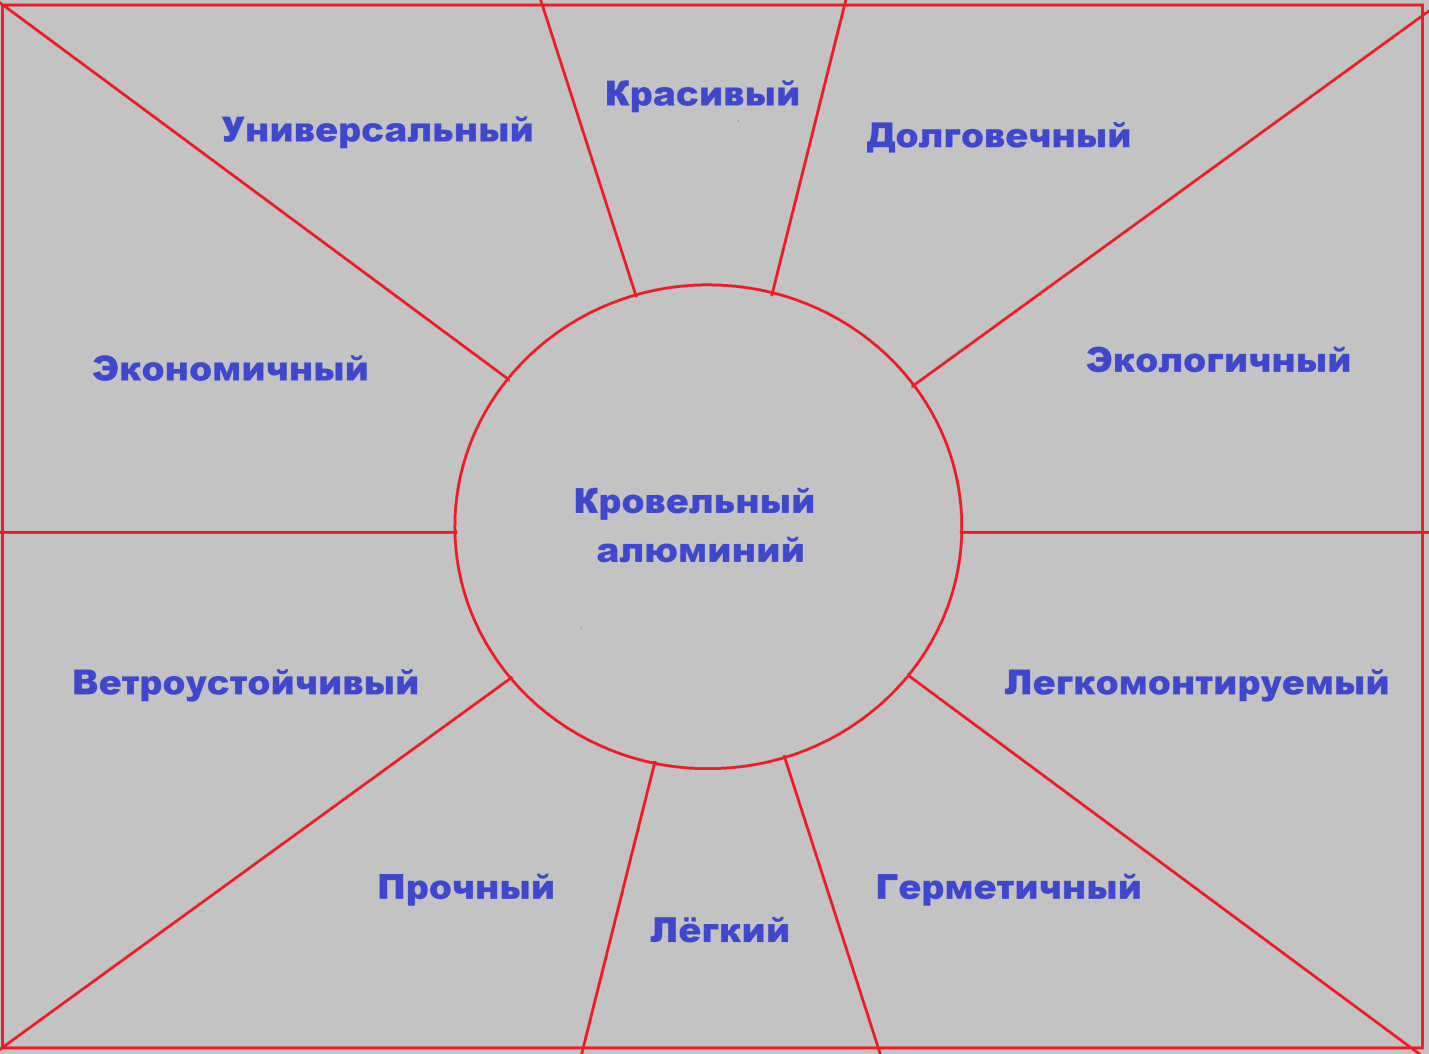 Красивый
Универсальный
Долговечный
Экономичный
Экологичный
Кровельный
алюминий
Ветроустойчивый
Легкомонтируемый
Прочный
Герметичный
Лёгкий